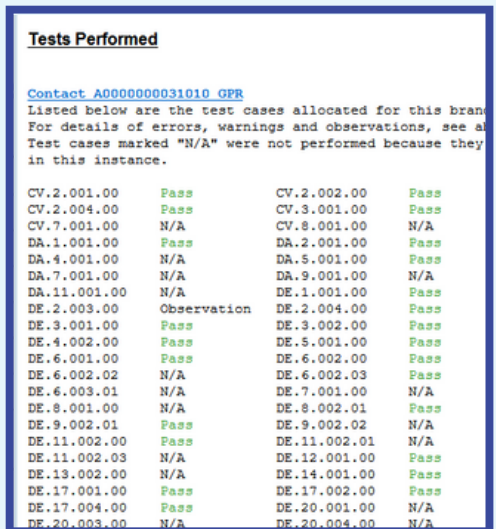 Tests Performed
Contact A0000000031010 GPR
Listed below are the test cases allocated for this bran
For details of errors, warnings and observations, see a
Test cases marked "N/A" were not performed because they
in this instance.
CV.2.001.00 Pass CV.2.002.00 Pass
CV.2.004.00 Pass CV.3.001.00 Pass
CV.7.001.00 N/A CV.8.001.00 N/A
DA.1.001.00 Pass DA.2.001.00 Pass
DA.4.001.00 N/A DA.5.001.00 Pass
DA.7.001.00 N/A DA.9.001.00 N/A
DA.11.001.00 N/A DE.1.001.00 Pass
DE.2.003.00 Observation DE.2.004.00 Pass
DE.3.001.00 Pass DE.3.002.00 Pass
DE.4.002.00 Pass DE.5.001.00 Pass
DE.6.001.00 Pass DE.6.002.00 Pass
DE.6.002.02 N/A DE.6.002.03 Pass
DE.6.003.01 N/A DE.7.001.00 N/A
DE.8.001.00 N/A DE.8.002.01 Pass
DE.9.002.01 Pass DE.9.002.02 N/A
DE.11.002.00 Pass DE.11.002.01 N/A
DE.11.002.03 N/A DE.12.001.00 Pass
DE.13.002.00 N/A DE.14.001.00 Pass
DE.17.001.00 Pass DE.17.002.00 Pass
DE.17.004.00 Pass DE.20.001.00 N/A
DE.20.003.00 N/A DE.20.004.00 N/A